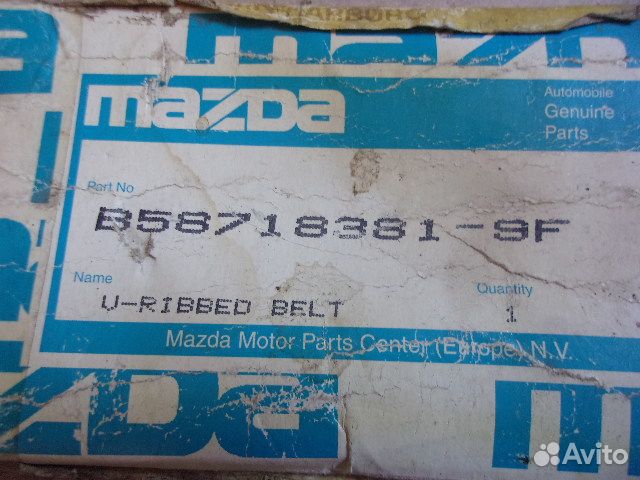 mazda
Automobile
Genuine
Parts
Part No
B58718381-9F
Name
Quantity
V-RIBBED BELT
1
Mazda Motor Parts Center (Europe) N.V.
Avito